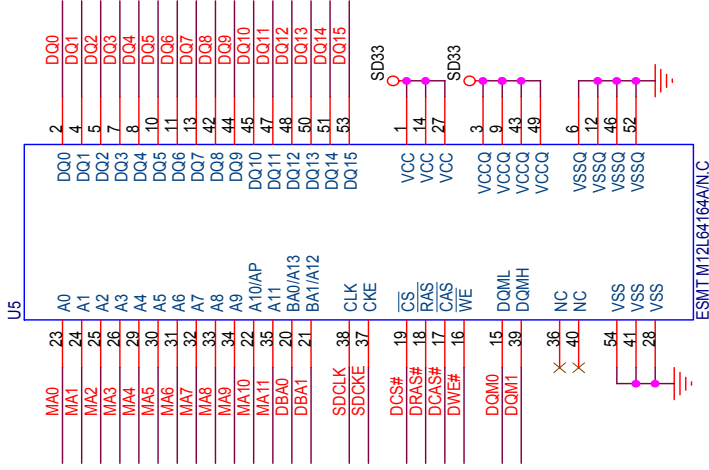 U5
MA0 23 A0 DQ0 2 DQ0
MA1 24 A1 DQ1 4 DQ1
MA2 25 A2 DQ2 5 DQ2
MA3 26 A3 DQ3 7 DQ3
MA4 29 A4 DQ4 8 DQ4
MA5 30 A5 DQ5 10 DQ5
MA6 31 A6 DQ6 11 DQ6
MA7 32 A7 DQ7 13 DQ7
MA8 33 A8 DQ8 42 DQ8
MA9 34 A9 DQ9 44 DQ9
MA10 22 A10/AP DQ10 45 DQ10
MA11 35 A11 DQ11 47 DQ11
DBA0 20 BA0/A13 DQ12 48 DQ12
DBA1 21 BA1/A12 DQ13 50 DQ13
DQ14 51 DQ14
SDCLK 38 CLK DQ15 53 DQ15
SDCKE 37 CKE
SD33
DCS# 19 CS VCC 1
DRAS# 18 RAS VCC 14
DCAS# 17 CAS VCC 27
DWE# 16 WE
SD33
DQM0 15 DQML VCCQ 3
DQM1 39 DQMH VCCQ 9
VCCQ 43
VCCQ 49
36 NC
40 NC VSSQ 6
VSSQ 12
54 VSS VSSQ 46
41 VSS VSSQ 52
28 VSS
ESMT M12L64164A/N.C